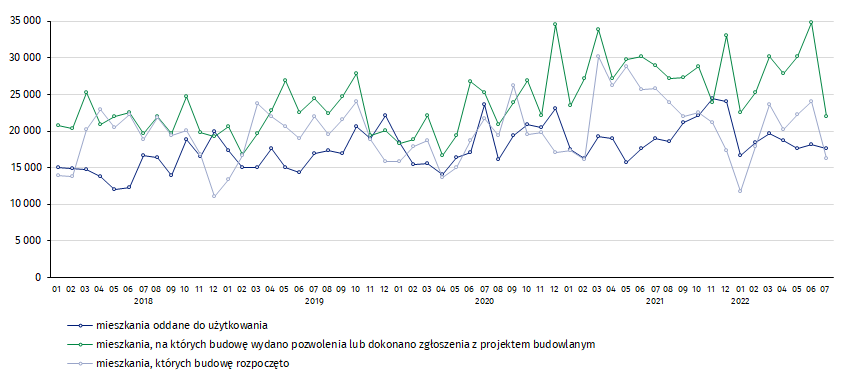 35 000
30 000
25 000
20 000
15 000
10 000
5 000
0
01 02 03 04 05 06 07 08 09 10 11 12 01 02 03 04 05 06 07 08 09 10 11 12 01 02 03 04 05 06 07 08 09 10 11 12 01 02 03 04 05 06 07 08 09 10 11 12 01 02 03 04 05 06 07
2018 2019 2020 2021 2022
mieszkania oddane do użytkowania
mieszkania, na których budowę wydano pozwolenia lub dokonano zgłoszenia z projektem budowlanym
mieszkania, których budowę rozpoczęto